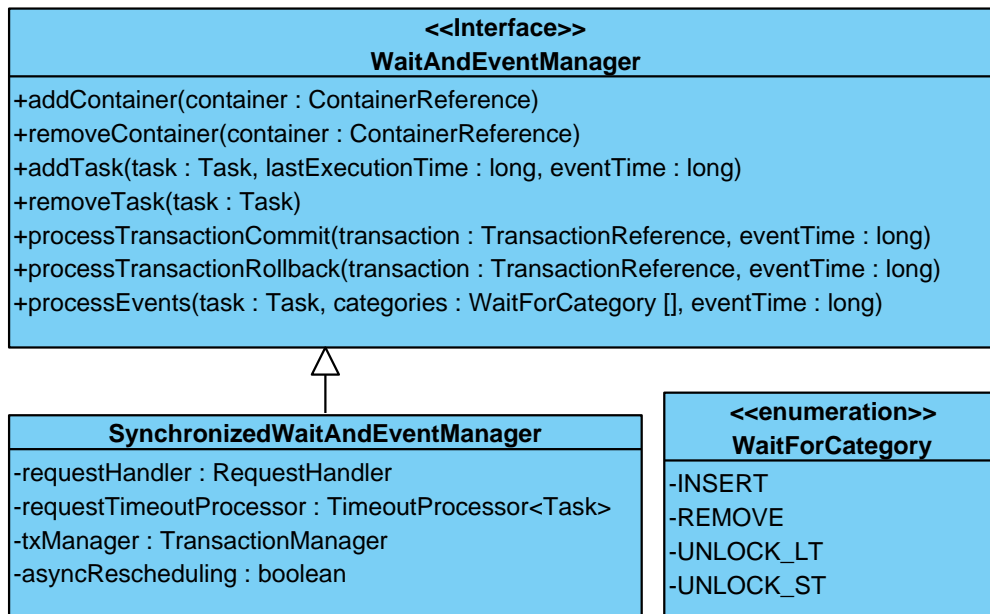 <<Interface>>
WaitAndEventManager
+addContainer(container : ContainerReference)
+removeContainer(container : ContainerReference)
+addTask(task : Task, lastExecutionTime : long, eventTime : long)
+removeTask(task : Task)
+processTransactionCommit(transaction : TransactionReference, eventTime : long)
+processTransactionRollback(transaction : TransactionReference, eventTime : long)
+processEvents(task : Task, categories : WaitForCategory [], eventTime : long)
SynchronizedWaitAndEventManager
-requestHandler : RequestHandler
-requestTimeoutProcessor : TimeoutProcessor<Task>
-txManager : TransactionManager
-asyncRescheduling : boolean
<<enumeration>>
WaitForCategory
-INSERT
-REMOVE
-UNLOCK_LT
-UNLOCK_ST